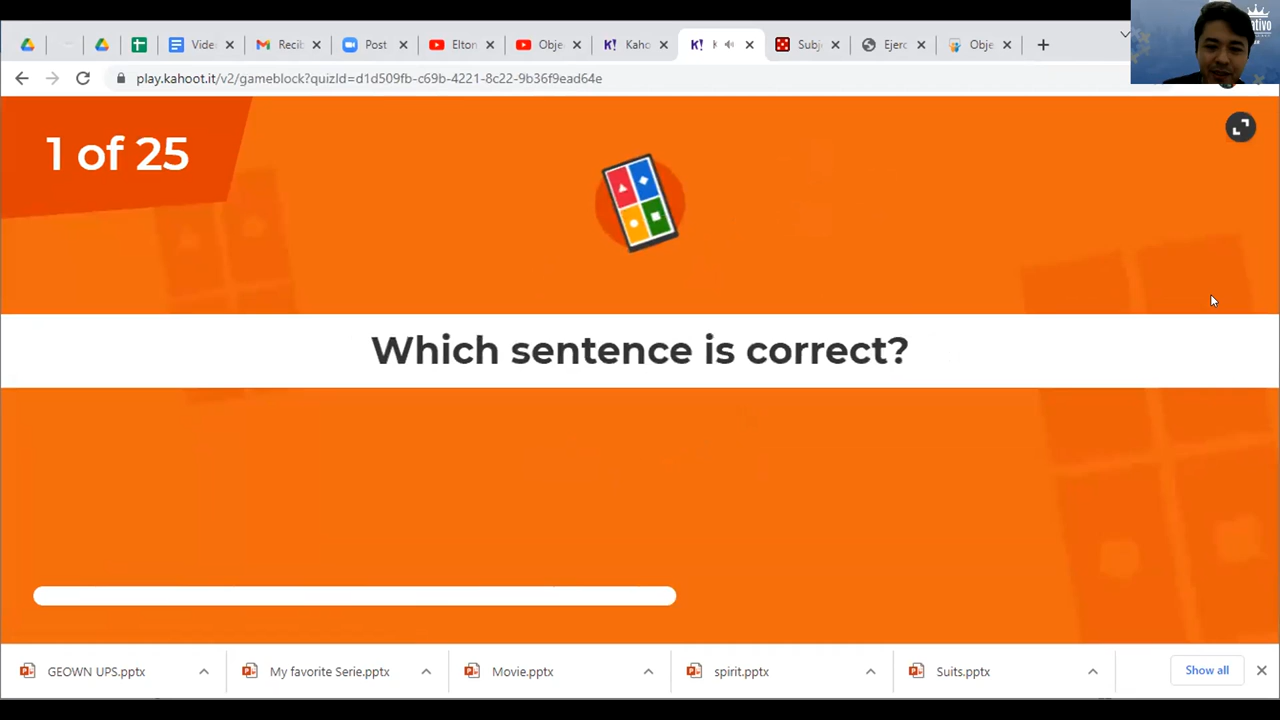 Vide
Recib
Post
Elton
Obje
K! Kaho
K!
Subj
Ejerc
Obje
ativo
play.kahoot.it/v2/gameblock?quizId=d1d509fb-c69b-4221-8c22-9b36f9ead64e
1 of 25
Which sentence is correct?
GEOWN UPS.pptx
My favorite Serie.pptx
Movie.pptx
spirit.pptx
Suits.pptx
Show all